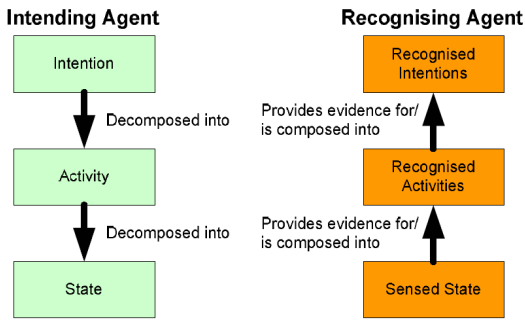 Intending Agent
Intention
Decomposed into
Activity
Decomposed into
State
Recognising Agent
Recognised
Intentions
Provides evidence for/
is composed into
Recognised
Activities
Provides evidence for/
is composed into
Sensed State